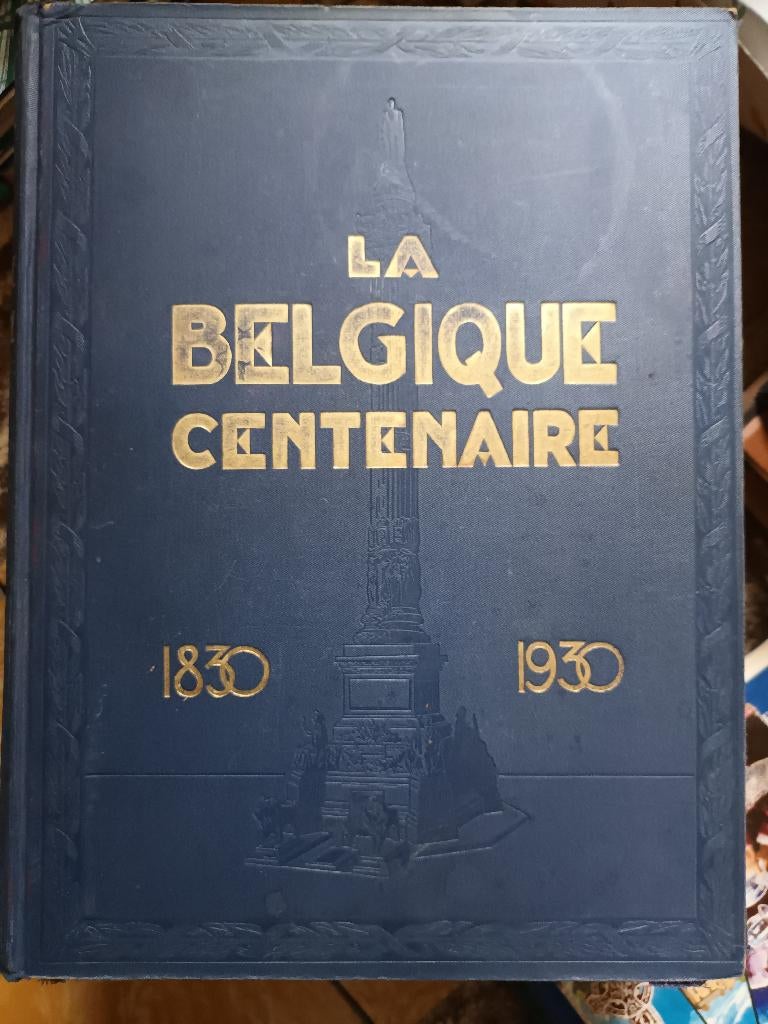 LA
BELGIQUE
CENTENAIRE
1830 1930